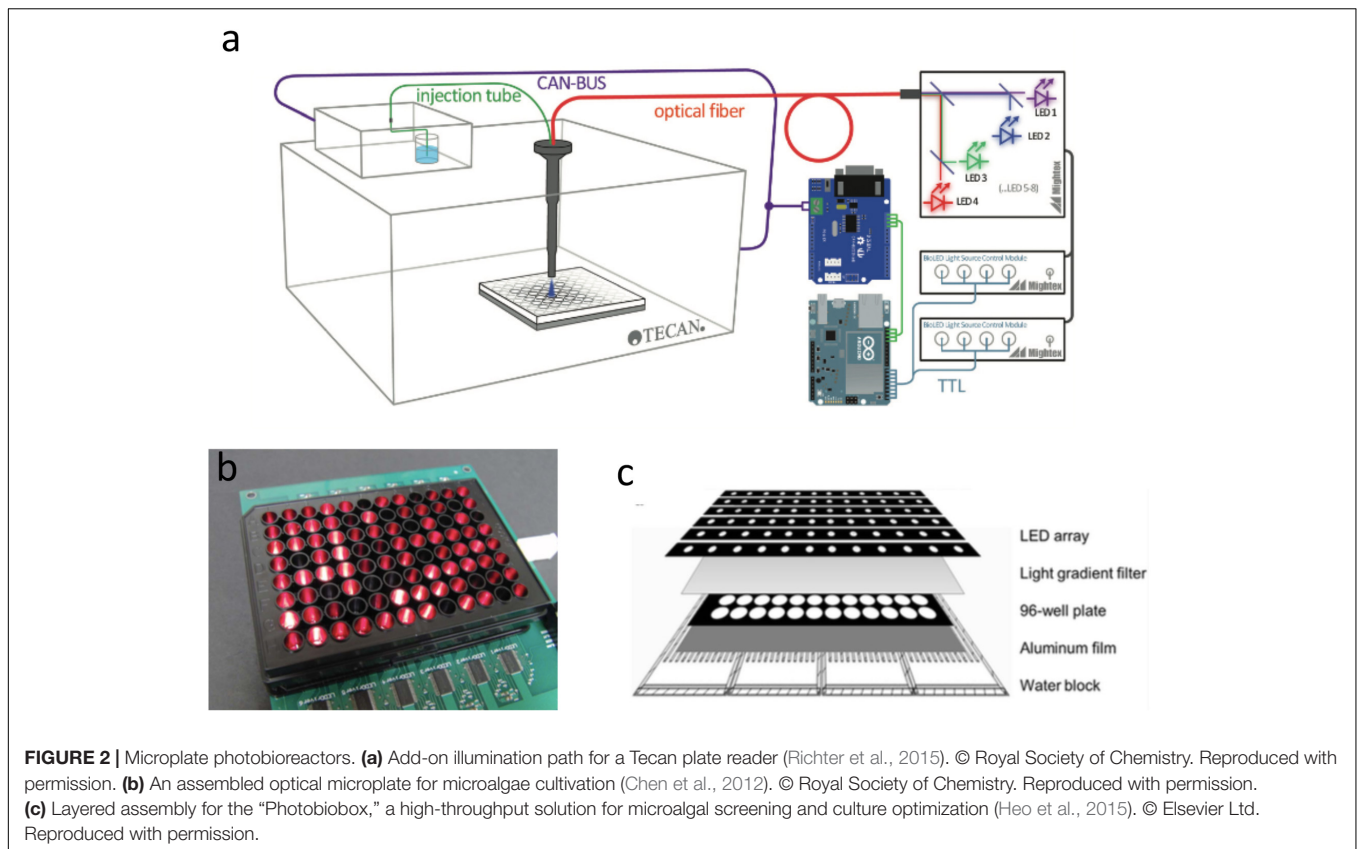 a
CAN-BUS
injection tube
optical fiber
LED 1
LED 2
LED 3
(...LED 5-8)
LED 4
Mightex
BioLED Light Source Control Module
Mightex
BioLED Light Source Control Module
Mightex
TTL
TECAN.
ARDUINO
b
c
LED array
Light gradient filter
96-well plate
Aluminum film
Water block
FIGURE 2 | Microplate photobioreactors. (a) Add-on illumination path for a Tecan plate reader (Richter et al., 2015). © Royal Society of Chemistry. Reproduced with
permission. (b) An assembled optical microplate for microalgae cultivation (Chen et al., 2012). © Royal Society of Chemistry. Reproduced with permission.
(c) Layered assembly for the “Photobiobox,” a high-throughput solution for microalgal screening and culture optimization (Heo et al., 2015). © Elsevier Ltd.
Reproduced with permission.